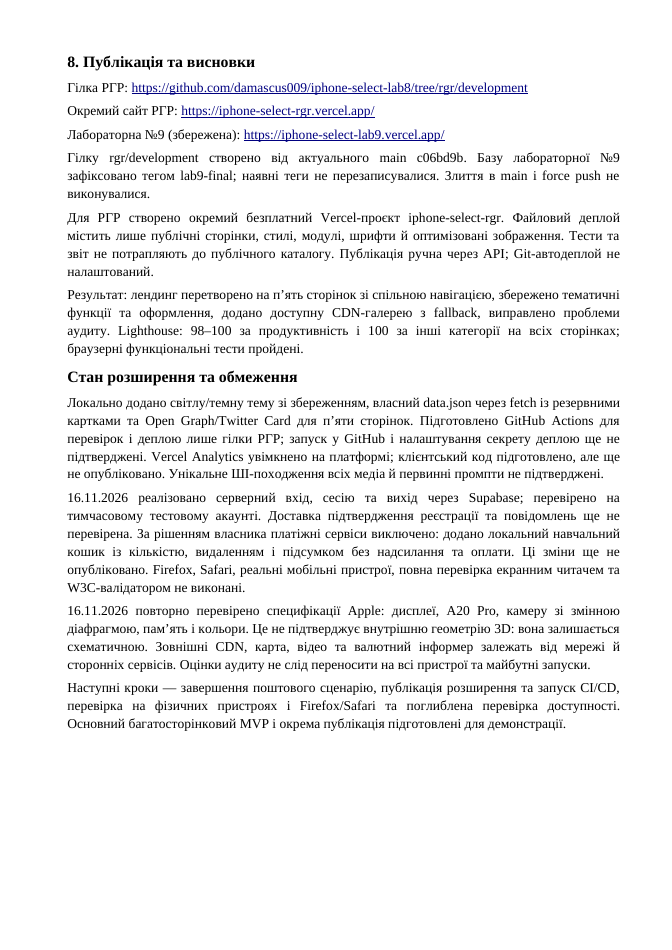 8. Публікація та висновки
Гілка РГР: https://github.com/damascus009/iphone-select-lab8/tree/rgr/development
Окремий сайт РГР: https://iphone-select-rgr.vercel.app/
Лабораторна №9 (збережена): https://iphone-select-lab9.vercel.app/
Гілку rgr/development створено від актуального main c06bd9b. Базу лабораторної №9
зафіксовано тегом lab9-final; наявні теги не перезаписувалися. Злиття в main і force push не
виконувалися.
Для РГР створено окремий безплатний Vercel-проєкт iphone-select-rgr. Файловий деплой
містить лише публічні сторінки, стилі, модулі, шрифти й оптимізовані зображення. Тести та
звіт не потрапляють до публічного каталогу. Публікація ручна через API; Git-автодеплой не
налаштований.
Результат: лендинг перетворено на п’ять сторінок зі спільною навігацією, збережено тематичні
функції та оформлення, додано доступну CDN-галерею з fallback, виправлено проблеми
аудиту. Lighthouse: 98–100 за продуктивність і 100 за інші категорії на всіх сторінках;
браузерні функціональні тести пройдені.
Стан розширення та обмеження
Локально додано світлу/темну тему зі збереженням, власний data.json через fetch із резервними
картками та Open Graph/Twitter Card для п’яти сторінок. Підготовлено GitHub Actions для
перевірок і деплою лише гілки РГР; запуск у GitHub і налаштування секрету деплою ще не
підтверджені. Vercel Analytics увімкнено на платформі; клієнтський код підготовлено, але ще
не опубліковано. Унікальне ШІ-походження всіх медіа й первинні промпти не підтверджені.
16.11.2026 реалізовано серверний вхід, сесію та вихід через Supabase; перевірено на
тимчасовому тестовому акаунті. Доставка підтвердження реєстрації та повідомлень ще не
перевірена. За рішенням власника платіжні сервіси виключено: додано локальний навчальний
кошик із кількістю, видаленням і підсумком без надсилання та оплати. Ці зміни ще не
опубліковано. Firefox, Safari, реальні мобільні пристрої, повна перевірка екранним читачем та
W3C-валідатором не виконані.
16.11.2026 повторно перевірено специфікації Apple: дисплеї, A20 Pro, камеру зі змінною
діафрагмою, пам’ять і кольори. Це не підтверджує внутрішню геометрію 3D: вона залишається
схематичною. Зовнішні CDN, карта, відео та валютний інформер залежать від мережі й
сторонніх сервісів. Оцінки аудиту не слід переносити на всі пристрої та майбутні запуски.
Наступні кроки — завершення поштового сценарію, публікація розширення та запуск CI/CD,
перевірка на фізичних пристроях і Firefox/Safari та поглиблена перевірка доступності.
Основний багатосторінковий MVP і окрема публікація підготовлені для демонстрації.